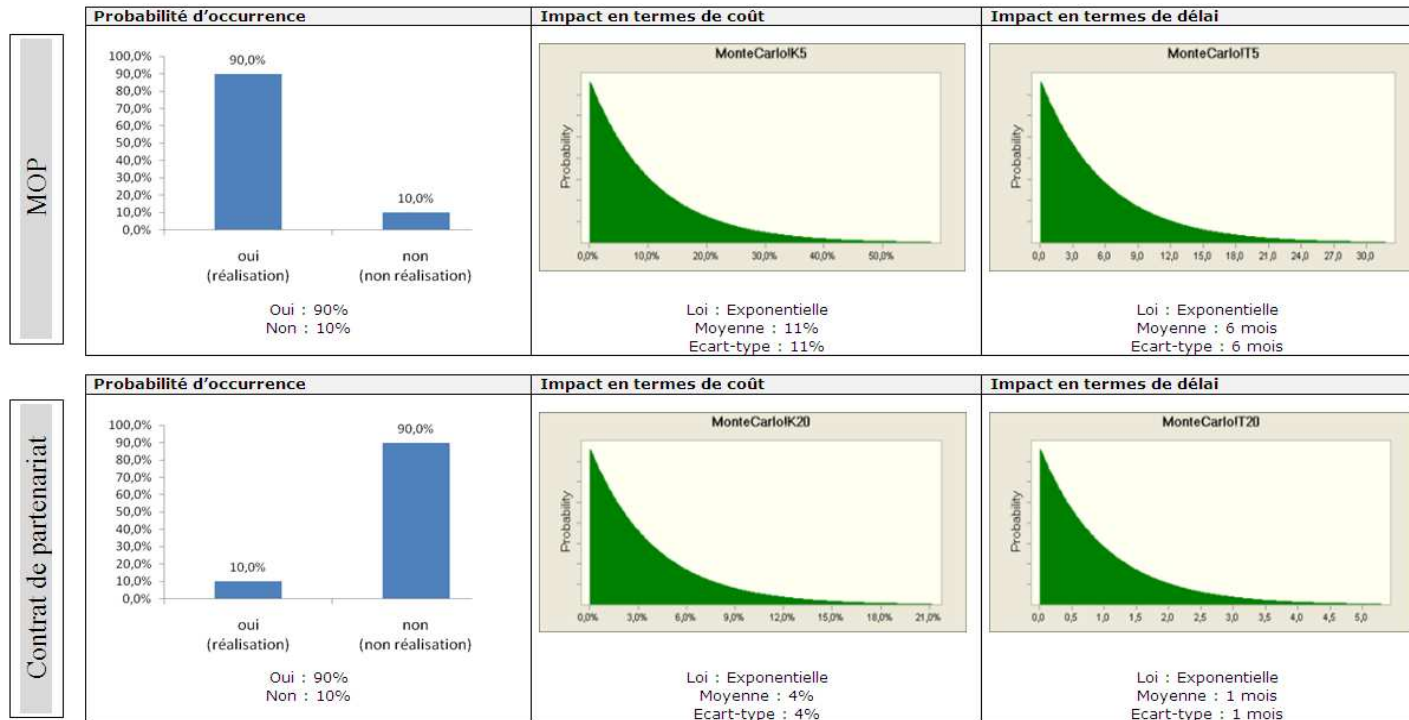 MOP
Probabilité d'occurrence
100,0%
90,0%
80,0%
70,0%
60,0%
50,0%
40,0%
30,0%
20,0%
10,0%
0,0%
90,0%
10,0%
oui
(réalisation)
non
(non réalisation)
Oui : 90%
Non : 10%
Impact en termes de coût
MonteCarlo!K5
Probability
0,0% 10,0% 20,0% 30,0% 40,0% 50,0%
Loi : Exponentielle
Moyenne : 11%
Ecart-type : 11%
Impact en termes de délai
MonteCarlo!T5
Probability
0,0 3,0 6,0 9,0 12,0 15,0 18,0 21,0 24,0 27,0 30,0
Loi : Exponentielle
Moyenne : 6 mois
Ecart-type : 6 mois
Contrat de partenariat
Probabilité d'occurrence
100,0%
90,0%
80,0%
70,0%
60,0%
50,0%
40,0%
30,0%
20,0%
10,0%
0,0%
10,0%
90,0%
oui
(réalisation)
non
(non réalisation)
Oui : 90%
Non : 10%
Impact en termes de coût
MonteCarlo!K20
Probability
0,0% 3,0% 6,0% 9,0% 12,0% 15,0% 18,0% 21,0%
Loi : Exponentielle
Moyenne : 4%
Ecart-type : 4%
Impact en termes de délai
MonteCarlo!T20
Probability
0,0 0,5 1,0 1,5 2,0 2,5 3,0 3,5 4,0 4,5 5,0
Loi : Exponentielle
Moyenne : 1 mois
Ecart-type : 1 mois